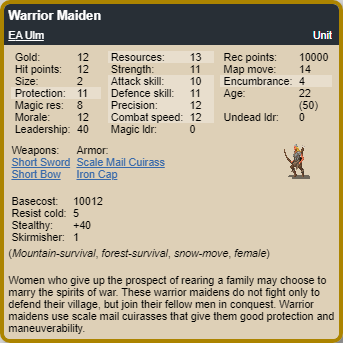 Warrior Maiden
EA Ulm Unit
Gold: 12 Resources: 13 Rec points: 10000
Hit points: 12 Strength: 11 Map move: 14
Size: 2 Attack skill: 10 Encumbrance: 4
Protection: 11 Defence skill: 11 Age: 22
Magic res: 8 Precision: 12 (50)
Morale: 12 Combat speed: 12 Undead ldr: 0
Leadership: 40 Magic ldr: 0
Weapons: Armor:
Short Sword Scale Mail Cuirass
Short Bow Iron Cap
Basecost: 10012
Resist cold: 5
Stealthy: +40
Skirmisher: 1
(Mountain-survival, forest-survival, snow-move, female)
Women who give up the prospect of rearing a family may choose to
marry the spirits of war. These warrior maidens do not fight only to
defend their village, but join their fellow men in conquest. Warrior
maidens use scale mail cuirasses that give them good protection and
maneuverability.